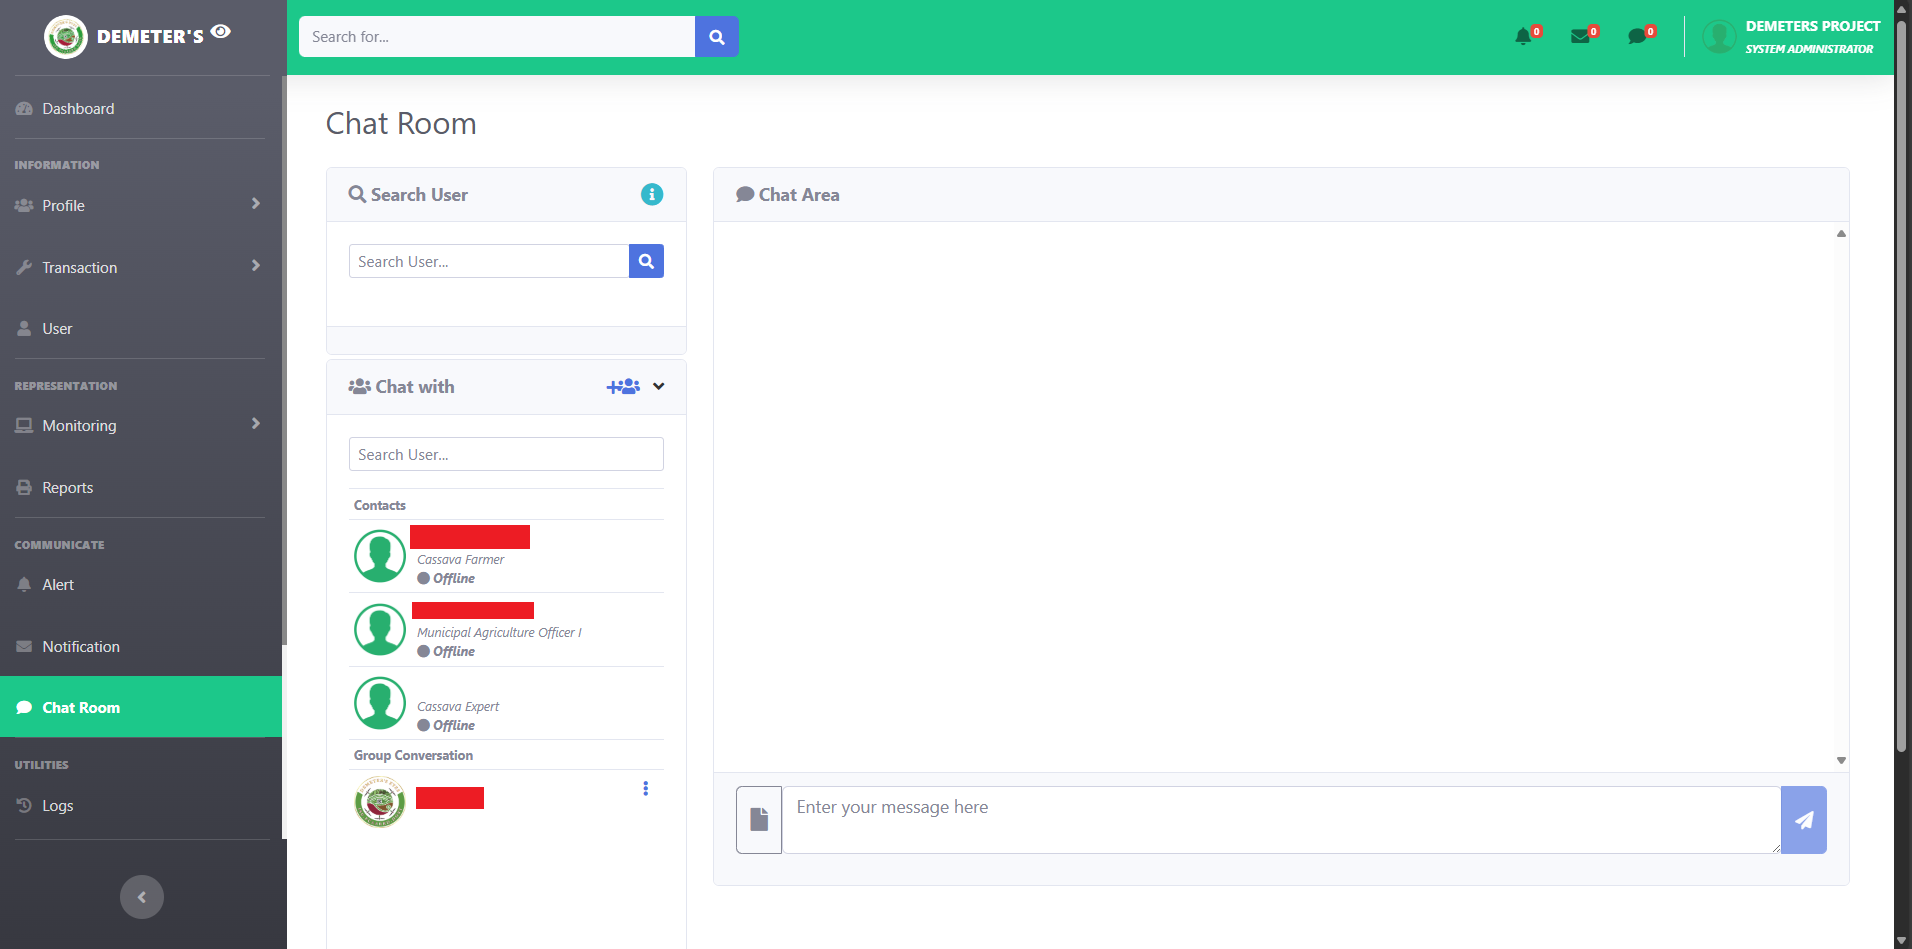 DEMETER'S
Search for...
0
0
0
DEMETERS PROJECT
SYSTEM ADMINISTRATOR
Dashboard
INFORMATION
Profile
Transaction
User
REPRESENTATION
Monitoring
Reports
COMMUNICATE
Alert
Notification
Chat Room
UTILITIES
Logs
Chat Room
Search User
Search User...
Chat with
Search User...
Contacts
Cassava Farmer
Offline
Municipal Agriculture Officer I
Offline
Cassava Expert
Offline
Group Conversation
Chat Area
Enter your message here